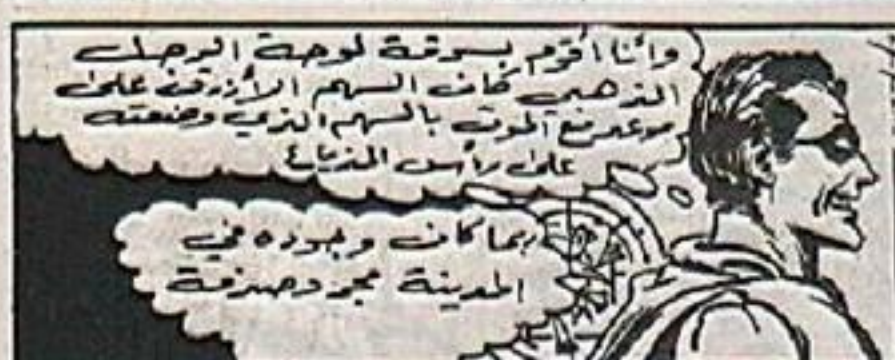 وأنا أقوم بسرقة لوحة الرجل
الذهبي كان السهم الأزرق على
موعد مع الموت بالسهم الذي وضعته
على رأس المذياع
ربما كان وجوده في
المدينة مجرد صدفة